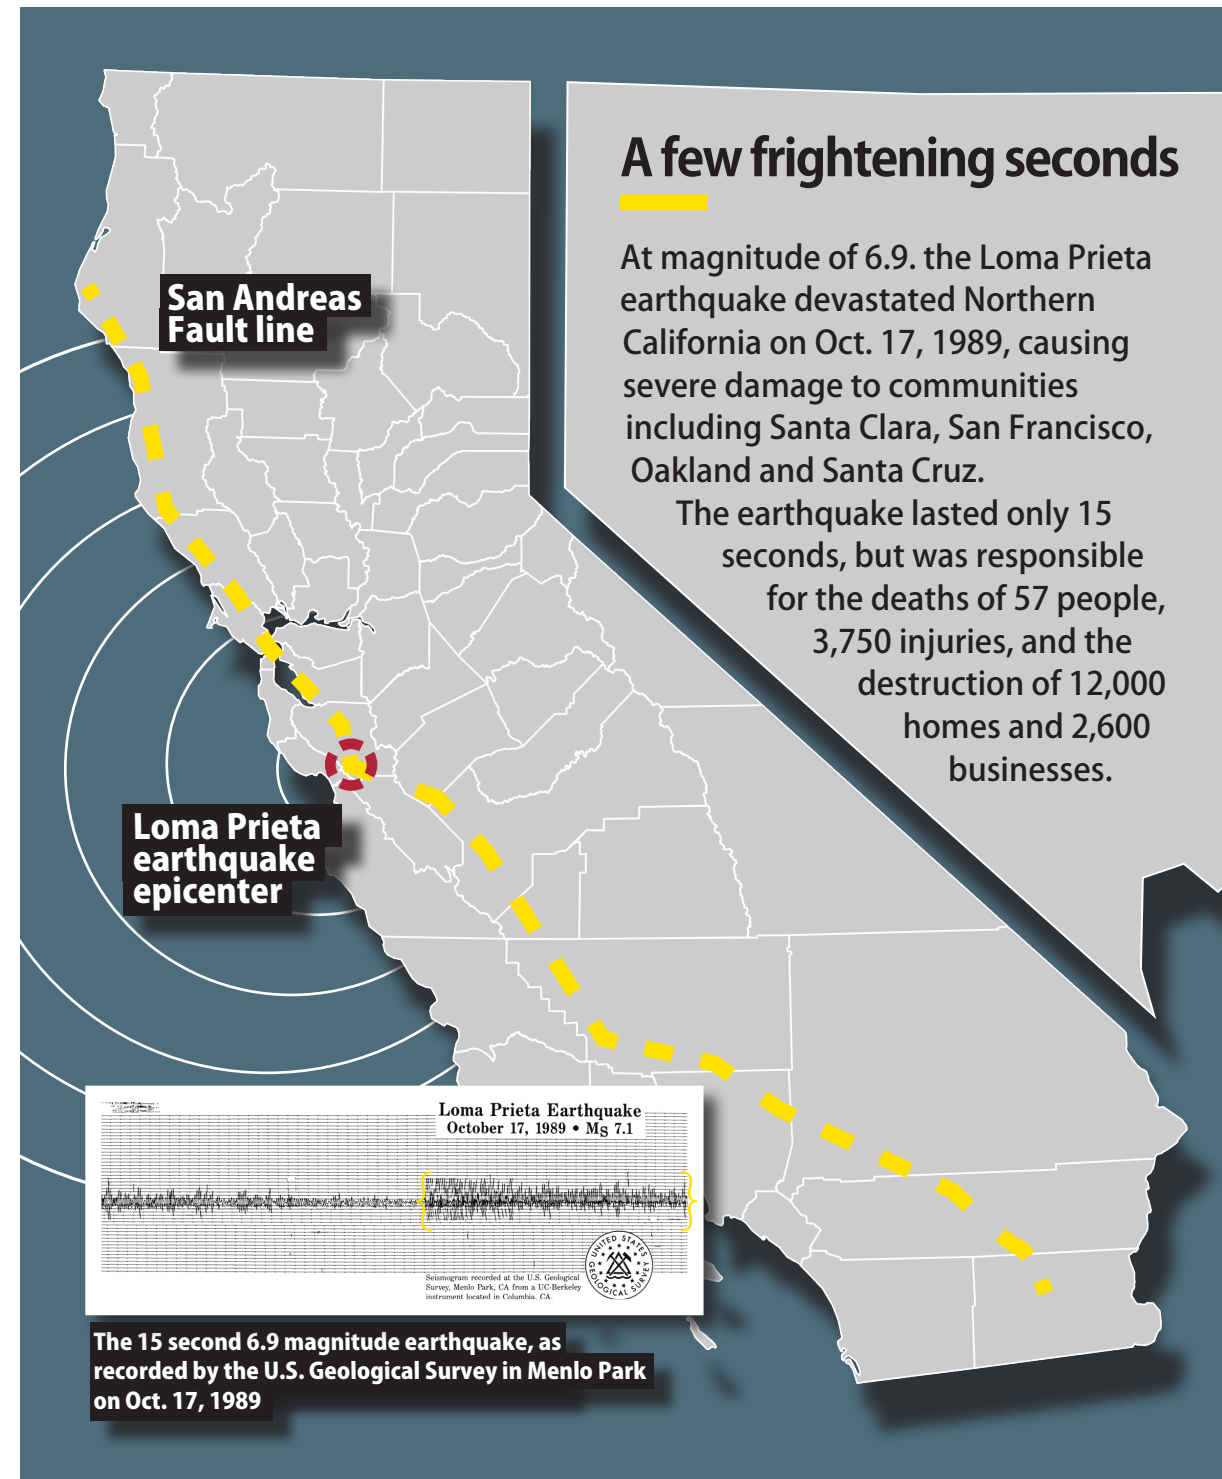 A few frightening seconds
At magnitude of 6.9. the Loma Prieta
earthquake devastated Northern
California on Oct. 17, 1989, causing
severe damage to communities
including Santa Clara, San Francisco,
Oakland and Santa Cruz.
The earthquake lasted only 15
seconds, but was responsible
for the deaths of 57 people,
3,750 injuries, and the
destruction of 12,000
homes and 2,600
businesses.
San Andreas
Fault line
Loma Prieta
earthquake
epicenter
Loma Prieta Earthquake
October 17, 1989 • MS 7.1
UNITED STATES
GEOLOGICAL SURVEY
Seismogram recorded at the U.S. Geological
Survey, Menlo Park, CA from a UC-Berkeley
instrument located in Columbia, CA.
The 15 second 6.9 magnitude earthquake, as
recorded by the U.S. Geological Survey in Menlo Park
on Oct. 17, 1989